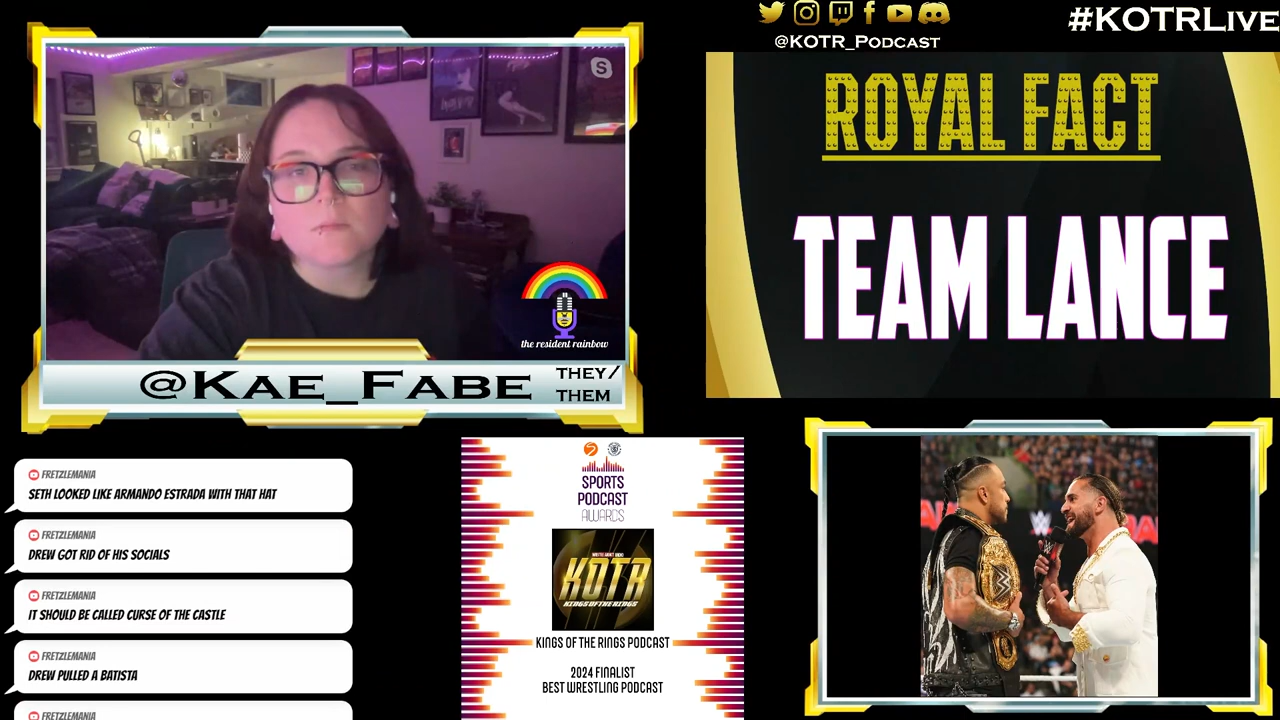 @KOTR_PODCAST
#KOTRLIVE
ROYAL FACT
TEAM LANCE
the resident rainbow
@KAE_FABE
THEY/
THEM
FRETZLEMANIA
SETH LOOKED LIKE ARMANDO ESTRADA WITH THAT HAT
FRETZLEMANIA
DREW GOT RID OF HIS SOCIALS
FRETZLEMANIA
IT SHOULD BE CALLED CURSE OF THE CASTLE
FRETZLEMANIA
DREW PULLED A BATISTA
FRETZLEMANIA
SPORTS
PODCAST
AWARDS
KOTR
KINGS OF THE RINGS
KINGS OF THE RINGS PODCAST
2024 FINALIST
BEST WRESTLING PODCAST